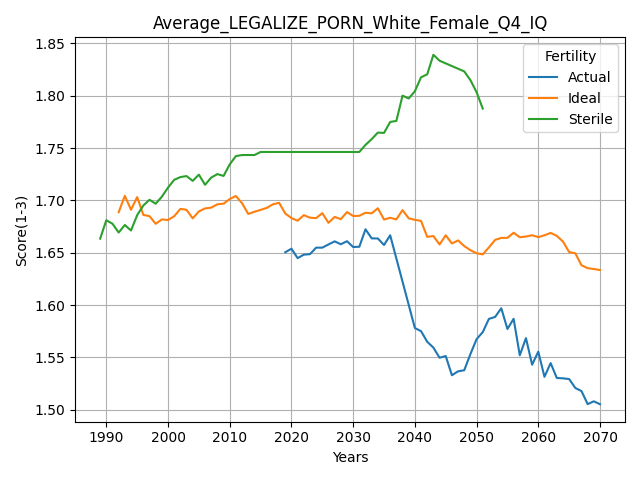 Average_LEGALIZE_PORN_White_Female_Q4_IQ
Fertility
Actual
Ideal
Sterile
Score(1-3)
1.85
1.80
1.75
1.70
1.65
1.60
1.55
1.50
1990 2000 2010 2020 2030 2040 2050 2060 2070
Years